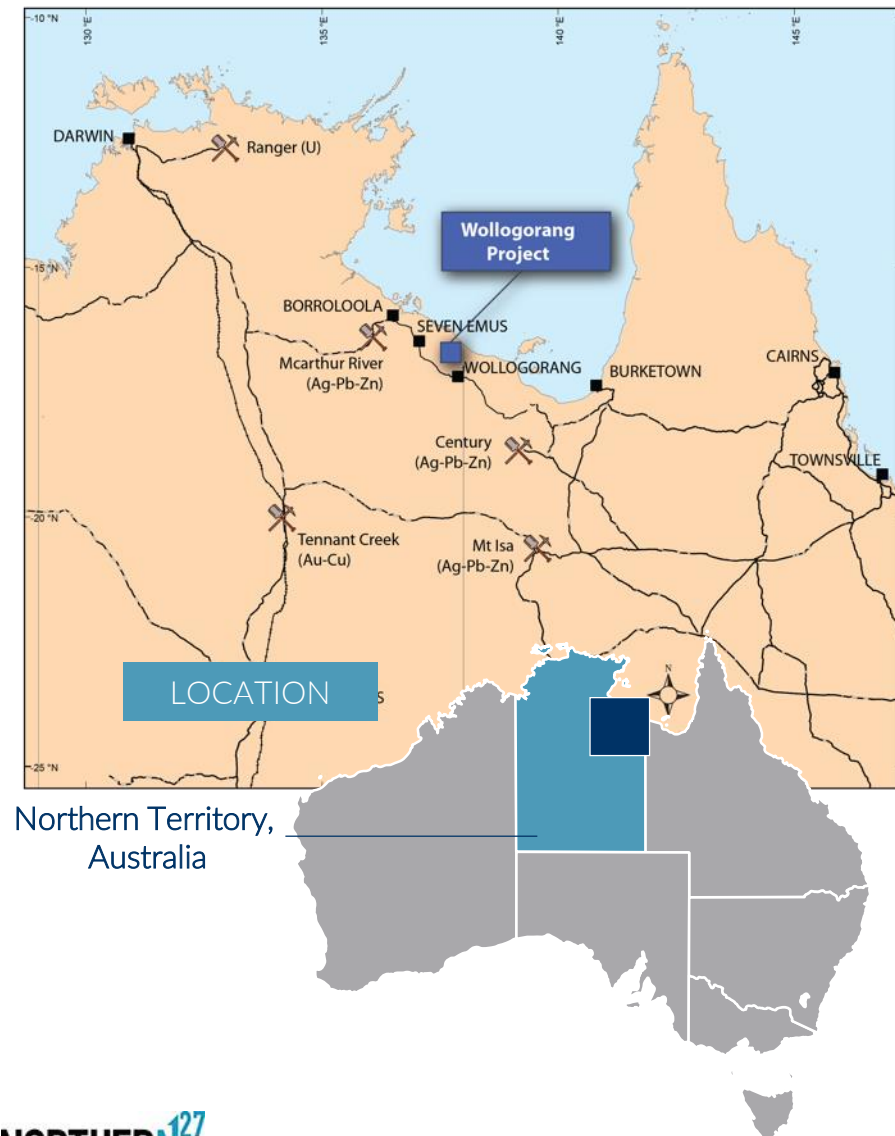 -10 °N
130 °E
135 °E
140 °E
145 °E
DARWIN
Ranger (U)
Wollogorang
Project
-15 °N
BORROLOOLA
SEVEN EMUS
Mcarthur River
(Ag-Pb-Zn)
WOLLOGORANG
BURKETOWN
CAIRNS
Century
(Ag-Pb-Zn)
TOWNSVILLE
-20 °N
Tennant Creek
(Au-Cu)
Mt Isa
(Ag-Pb-Zn)
N
LOCATION
S
-25 °N
Northern Territory,
Australia
127